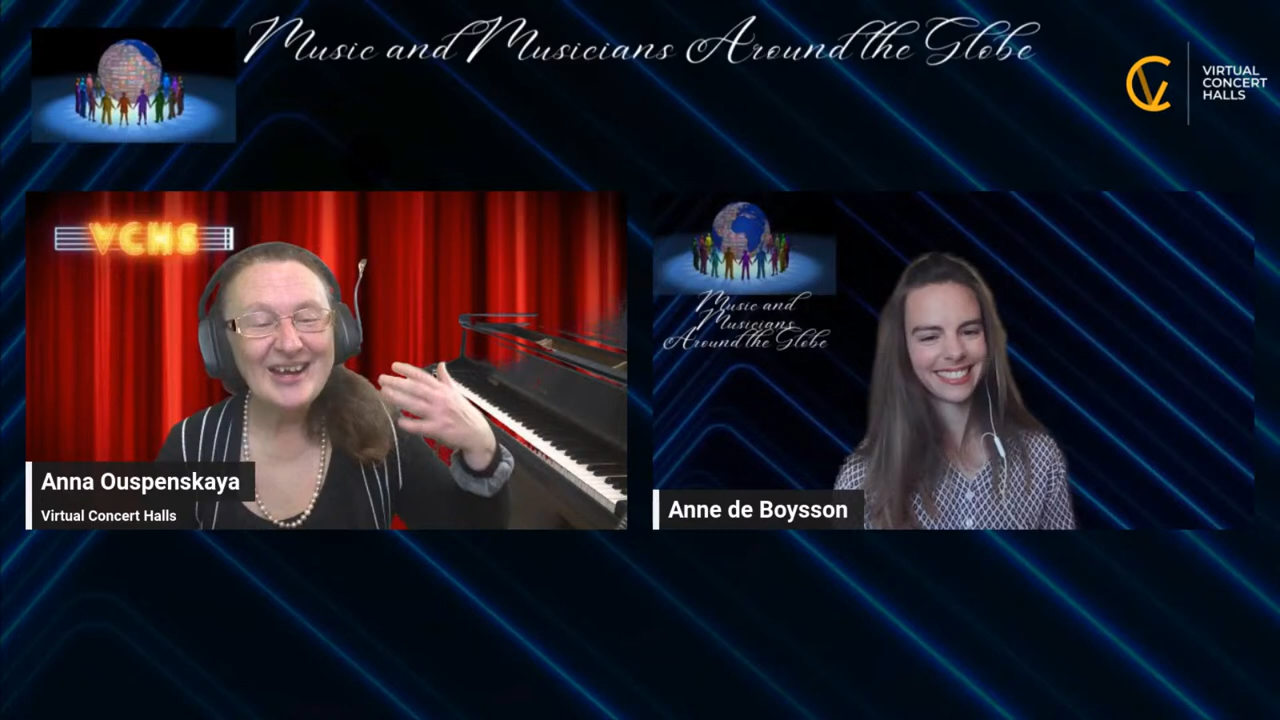 Music and Musicians Around the Globe
VIRTUAL
CONCERT
HALLS
VCHS
Anna Ouspenskaya
Virtual Concert Halls
Music and
Musicians
Around the Globe
Anne de Boysson